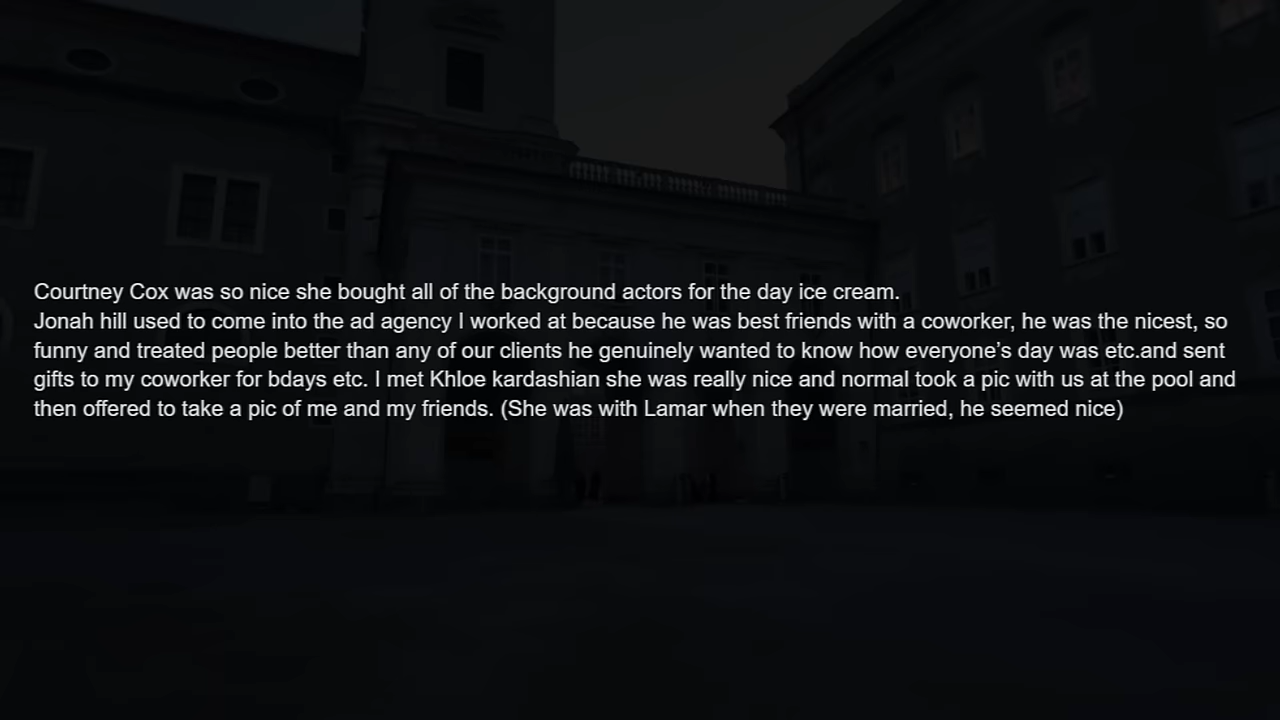 Courtney Cox was so nice she bought all of the background actors for the day ice cream.
Jonah hill used to come into the ad agency I worked at because he was best friends with a coworker, he was the nicest, so
funny and treated people better than any of our clients he genuinely wanted to know how everyone’s day was etc.and sent
gifts to my coworker for bdays etc. I met Khloe kardashian she was really nice and normal took a pic with us at the pool and
then offered to take a pic of me and my friends. (She was with Lamar when they were married, he seemed nice)